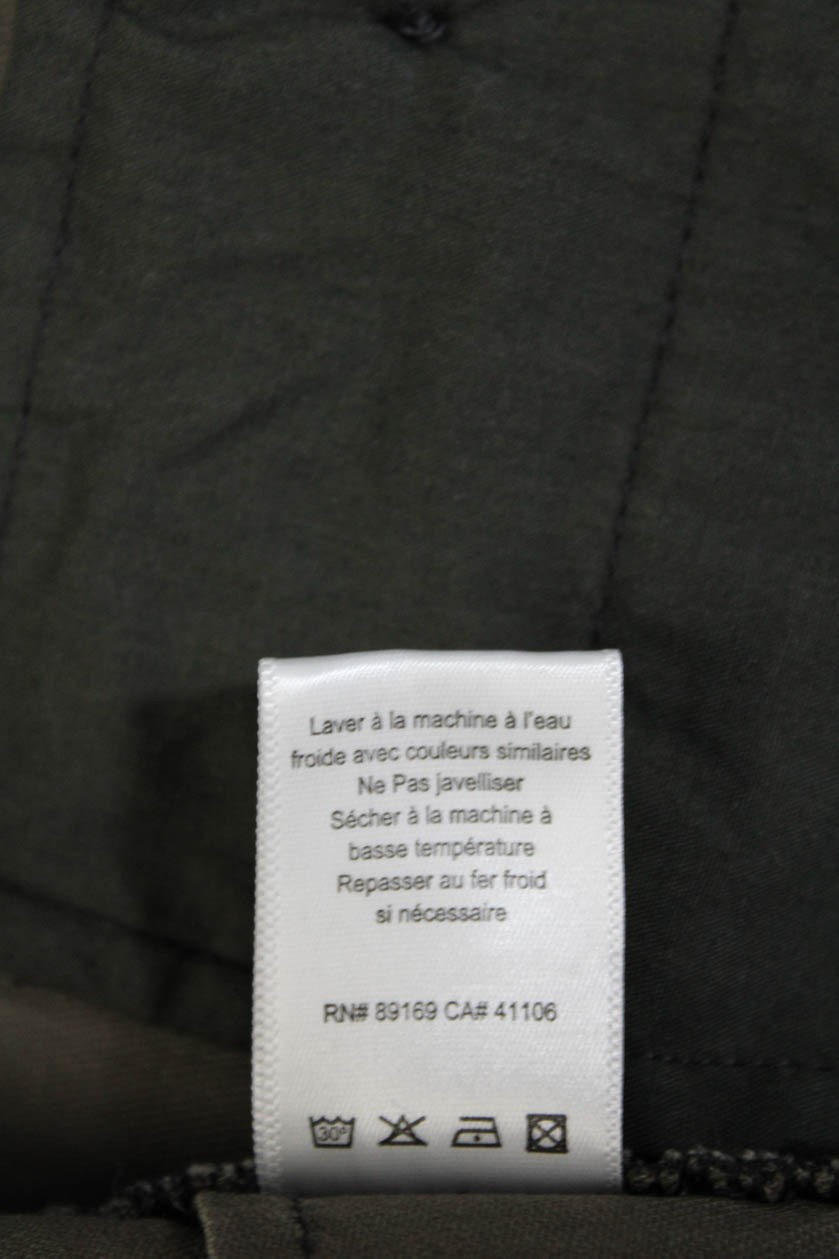 Laver à la machine à l'eau
froide avec couleurs similaires
Ne Pas javelliser
Sécher à la machine à
basse température
Repasser au fer froid
si nécessaire
RN# 89169 CA# 41106
30°